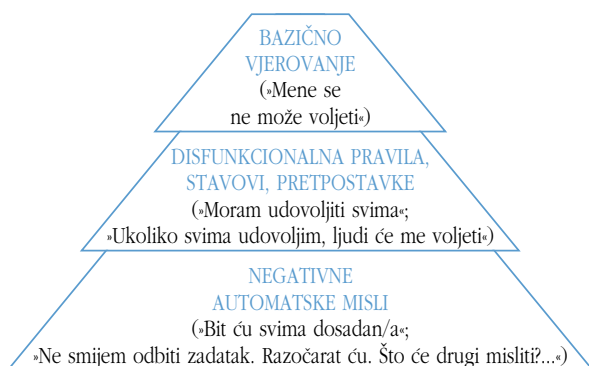 BAZIČNO
VJEROVANJE
(»Mene se
ne može voljeti«)
DISFUNKCIONALNA PRAVILA,
STAVOVI, PRETPOSTAVKE
(»Moram udovoljiti svima«;
»Ukoliko svima udovoljim, ljudi će me voljeti«)
NEGATIVNE
AUTOMATSKE MISLI
(»Bit ću svima dosadan/a«;
»Ne smijem odbiti zadatak. Razočarat ću. Što će drugi misliti?...«)